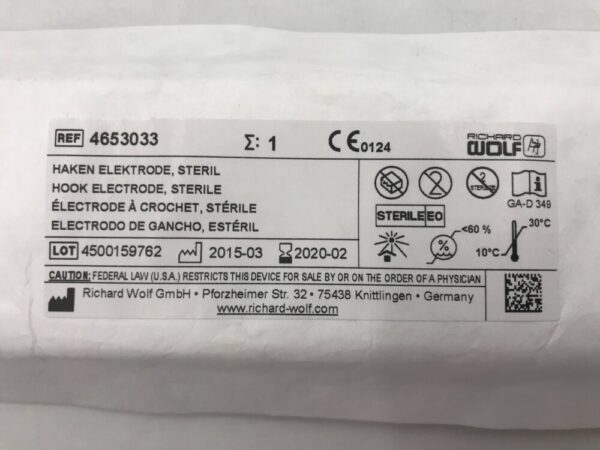 REF 4653033 Σ: 1 CE 0124 RICHARD WOLF
HAKEN ELEKTRODE, STERIL
HOOK ELECTRODE, STERILE
ÉLECTRODE À CROCHET, STÉRILE
ELECTRODO DE GANCHO, ESTÉRIL
2
2
STERILIZE
i
GA-D 349
STERILE EO
<60 %
%
30°C
10°C
LOT 4500159762 2015-03 2020-02
CAUTION: FEDERAL LAW (U.S.A.) RESTRICTS THIS DEVICE FOR SALE BY OR ON THE ORDER OF A PHYSICIAN
Richard Wolf GmbH • Pforzheimer Str. 32 • 75438 Knittlingen • Germany
www.richard-wolf.com